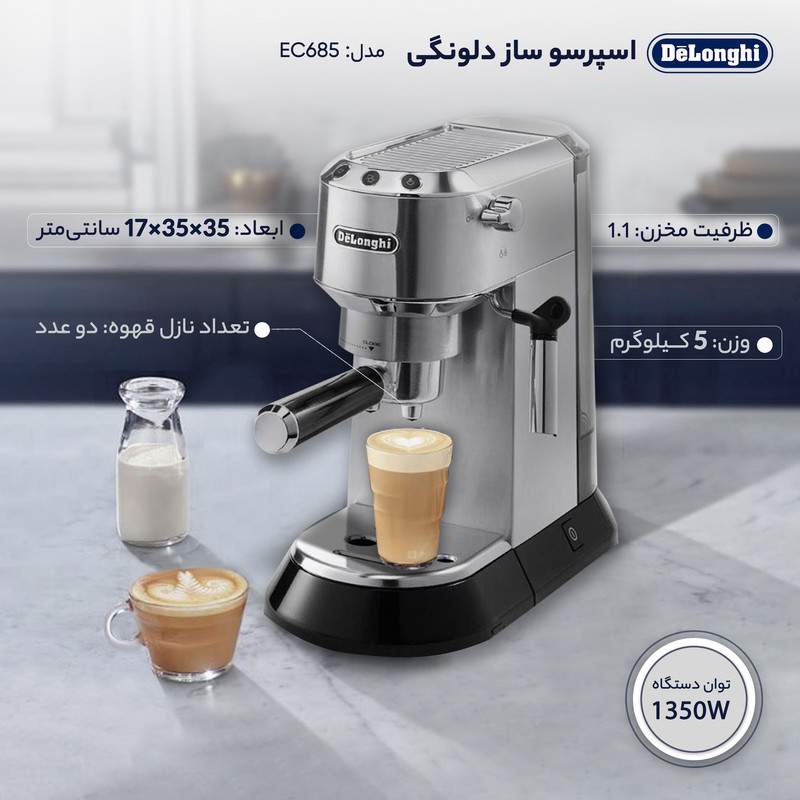 DeLonghi اسپرسو ساز دلونگی مدل: EC685
DeLonghi
ظرفیت مخزن: 1.1
ابعاد: 35×35×17 سانتی‌متر
تعداد نازل قهوه: دو عدد
وزن: 5 کیلوگرم
توان دستگاه
1350W